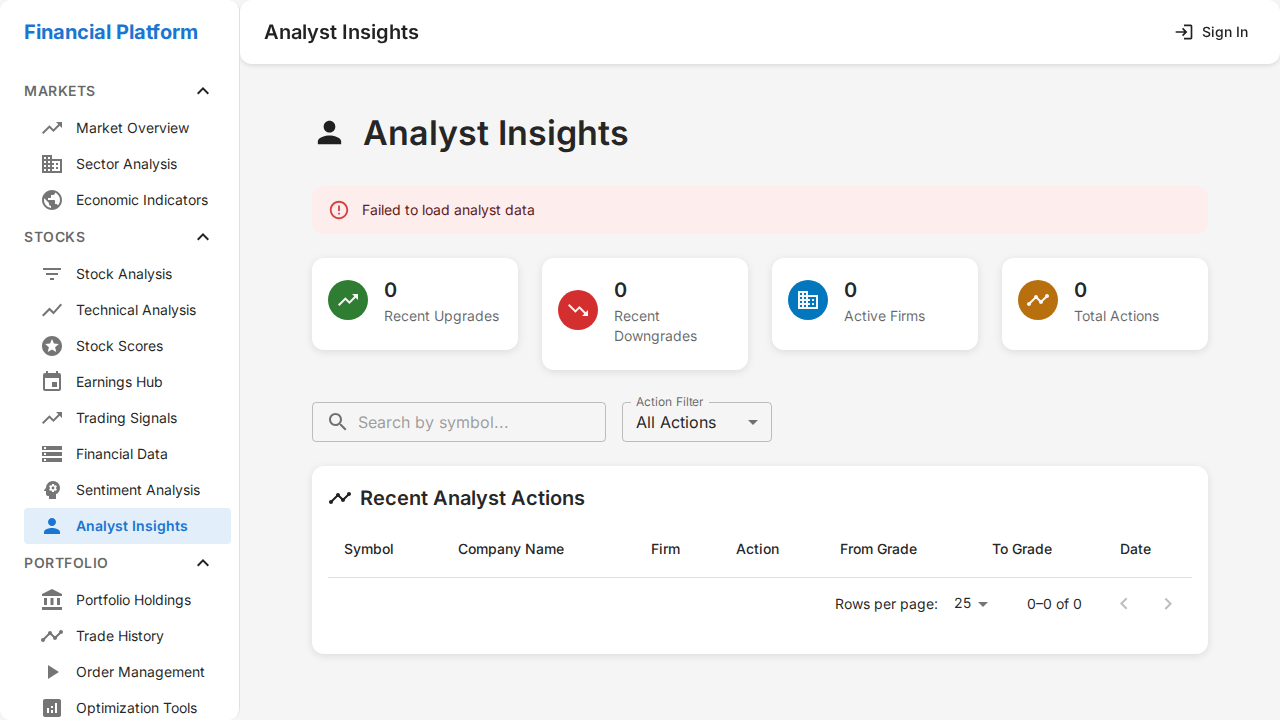 Financial Platform
MARKETS
Market Overview
Sector Analysis
Economic Indicators
STOCKS
Stock Analysis
Technical Analysis
Stock Scores
Earnings Hub
Trading Signals
Financial Data
Sentiment Analysis
Analyst Insights
PORTFOLIO
Portfolio Holdings
Trade History
Order Management
Optimization Tools
Analyst Insights
Sign In
Analyst Insights
Failed to load analyst data
0
Recent Upgrades
0
Recent
Downgrades
0
Active Firms
0
Total Actions
Search by symbol...
Action Filter
All Actions
Recent Analyst Actions
Symbol Company Name Firm Action From Grade To Grade Date
Rows per page: 25 0–0 of 0